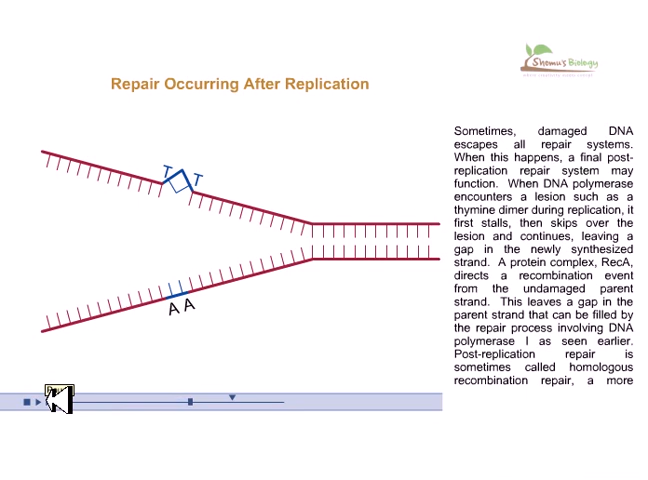 Shomu's Biology
Repair Occurring After Replication
Sometimes, damaged DNA
escapes all repair systems.
When this happens, a final post-
replication repair system may
function. When DNA polymerase
encounters a lesion such as a
thymine dimer during replication, it
first stalls, then skips over the
lesion and continues, leaving a
gap in the newly synthesized
strand. A protein complex, RecA,
directs a recombination event
from the undamaged parent
strand. This leaves a gap in the
parent strand that can be filled by
the repair process involving DNA
polymerase I as seen earlier.
Post-replication repair is
sometimes called homologous
recombination repair, a more
T T
A A